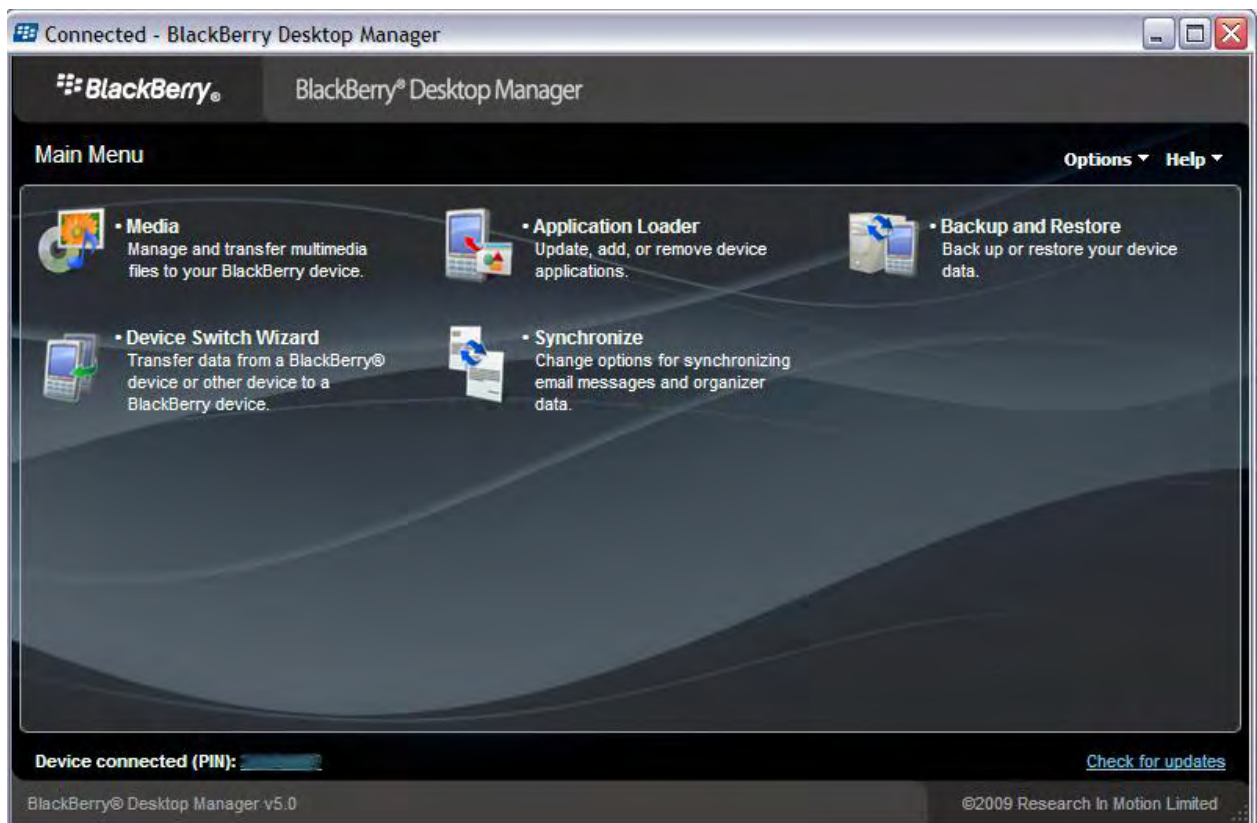 Connected - BlackBerry Desktop Manager
BlackBerry®
BlackBerry® Desktop Manager
Main Menu
Options
Help
• Media
Manage and transfer multimedia
files to your BlackBerry device.
• Application Loader
Update, add, or remove device
applications.
• Backup and Restore
Back up or restore your device
data.
• Device Switch Wizard
Transfer data from a BlackBerry®
device or other device to a
BlackBerry device.
• Synchronize
Change options for synchronizing
email messages and organizer
data.
Device connected (PIN):
Check for updates
BlackBerry® Desktop Manager v5.0
©2009 Research In Motion Limited